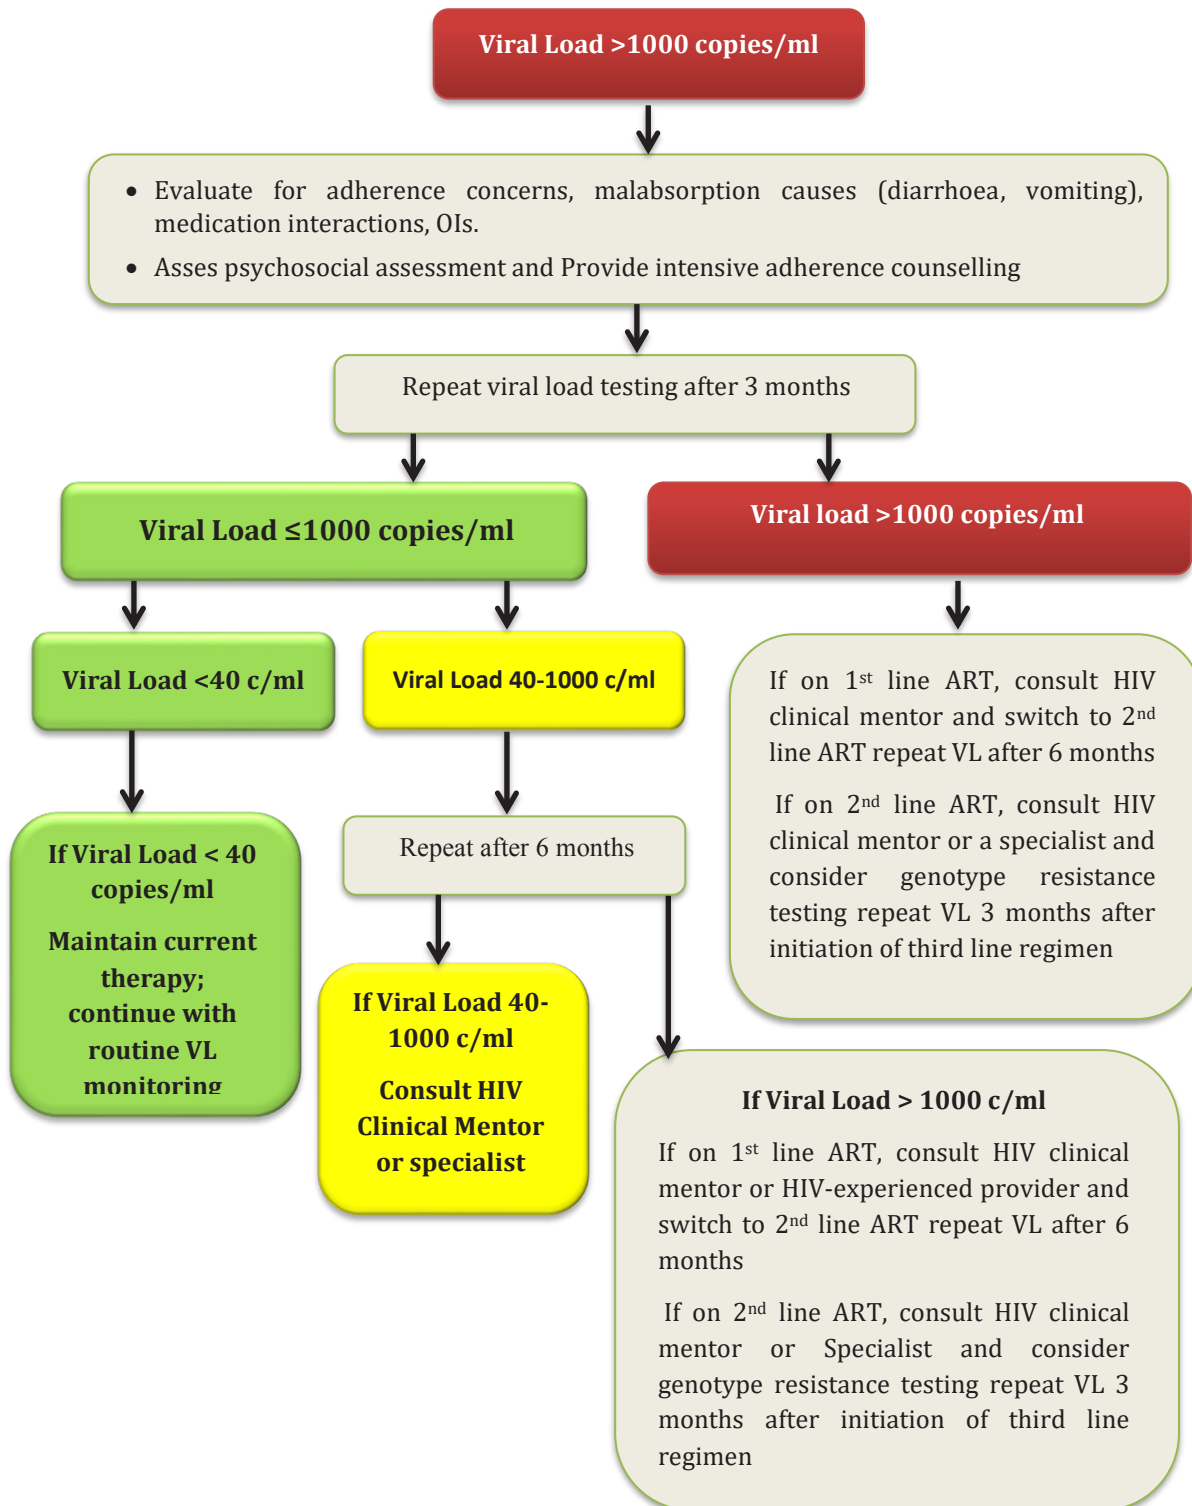 Viral Load >1000 copies/ml
• Evaluate for adherence concerns, malabsorption causes (diarrhoea, vomiting),
medication interactions, OIs.
• Asses psychosocial assessment and Provide intensive adherence counselling
Repeat viral load testing after 3 months
Viral Load ≤1000 copies/ml
Viral load >1000 copies/ml
Viral Load <40 c/ml
Viral Load 40-1000 c/ml
If on 1st line ART, consult HIV
clinical mentor and switch to 2nd
line ART repeat VL after 6 months
If on 2nd line ART, consult HIV
clinical mentor or a specialist and
consider genotype resistance
testing repeat VL 3 months after
initiation of third line regimen
If Viral Load < 40
copies/ml
Maintain current
therapy;
continue with
routine VL
monitoring
Repeat after 6 months
If Viral Load 40-
1000 c/ml
Consult HIV
Clinical Mentor
or specialist
If Viral Load > 1000 c/ml
If on 1st line ART, consult HIV clinical
mentor or HIV-experienced provider and
switch to 2nd line ART repeat VL after 6
months
If on 2nd line ART, consult HIV clinical
mentor or Specialist and consider
genotype resistance testing repeat VL 3
months after initiation of third line
regimen